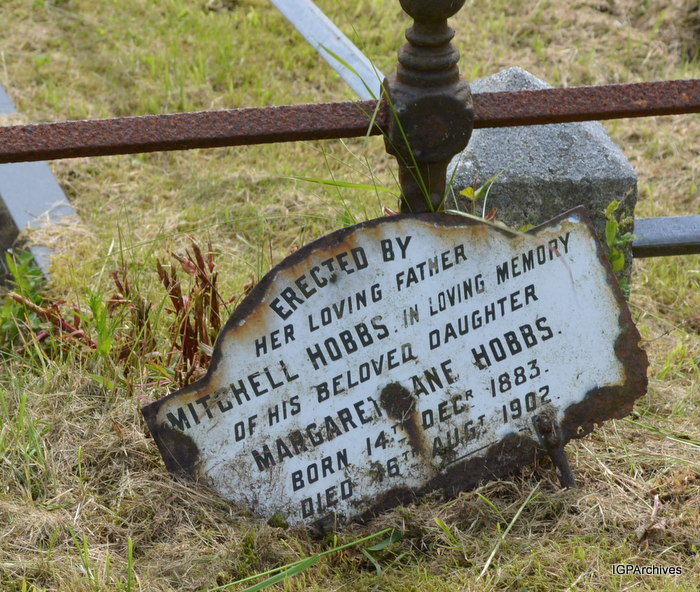 ERECTED BY
HER LOVING FATHER
MITCHELL HOBBS. IN LOVING MEMORY
OF HIS BELOVED DAUGHTER
MARGARET JANE HOBBS.
BORN 14TH DECR 1883.
DIED 16TH AUGT 1902.
IGPArchives